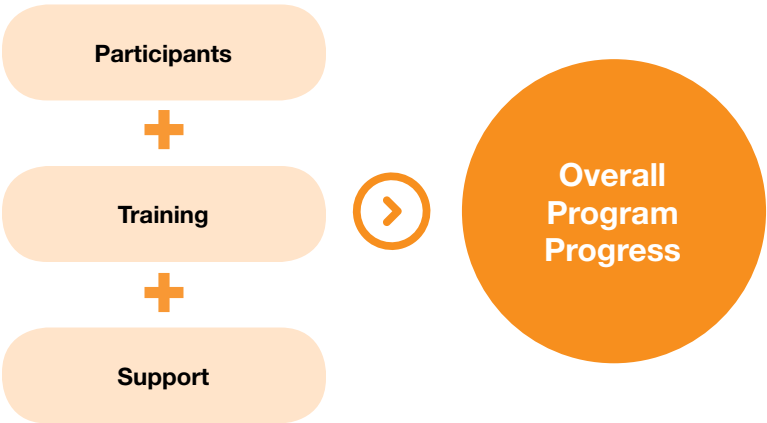 Participants
Training
Support
Overall
Program
Progress